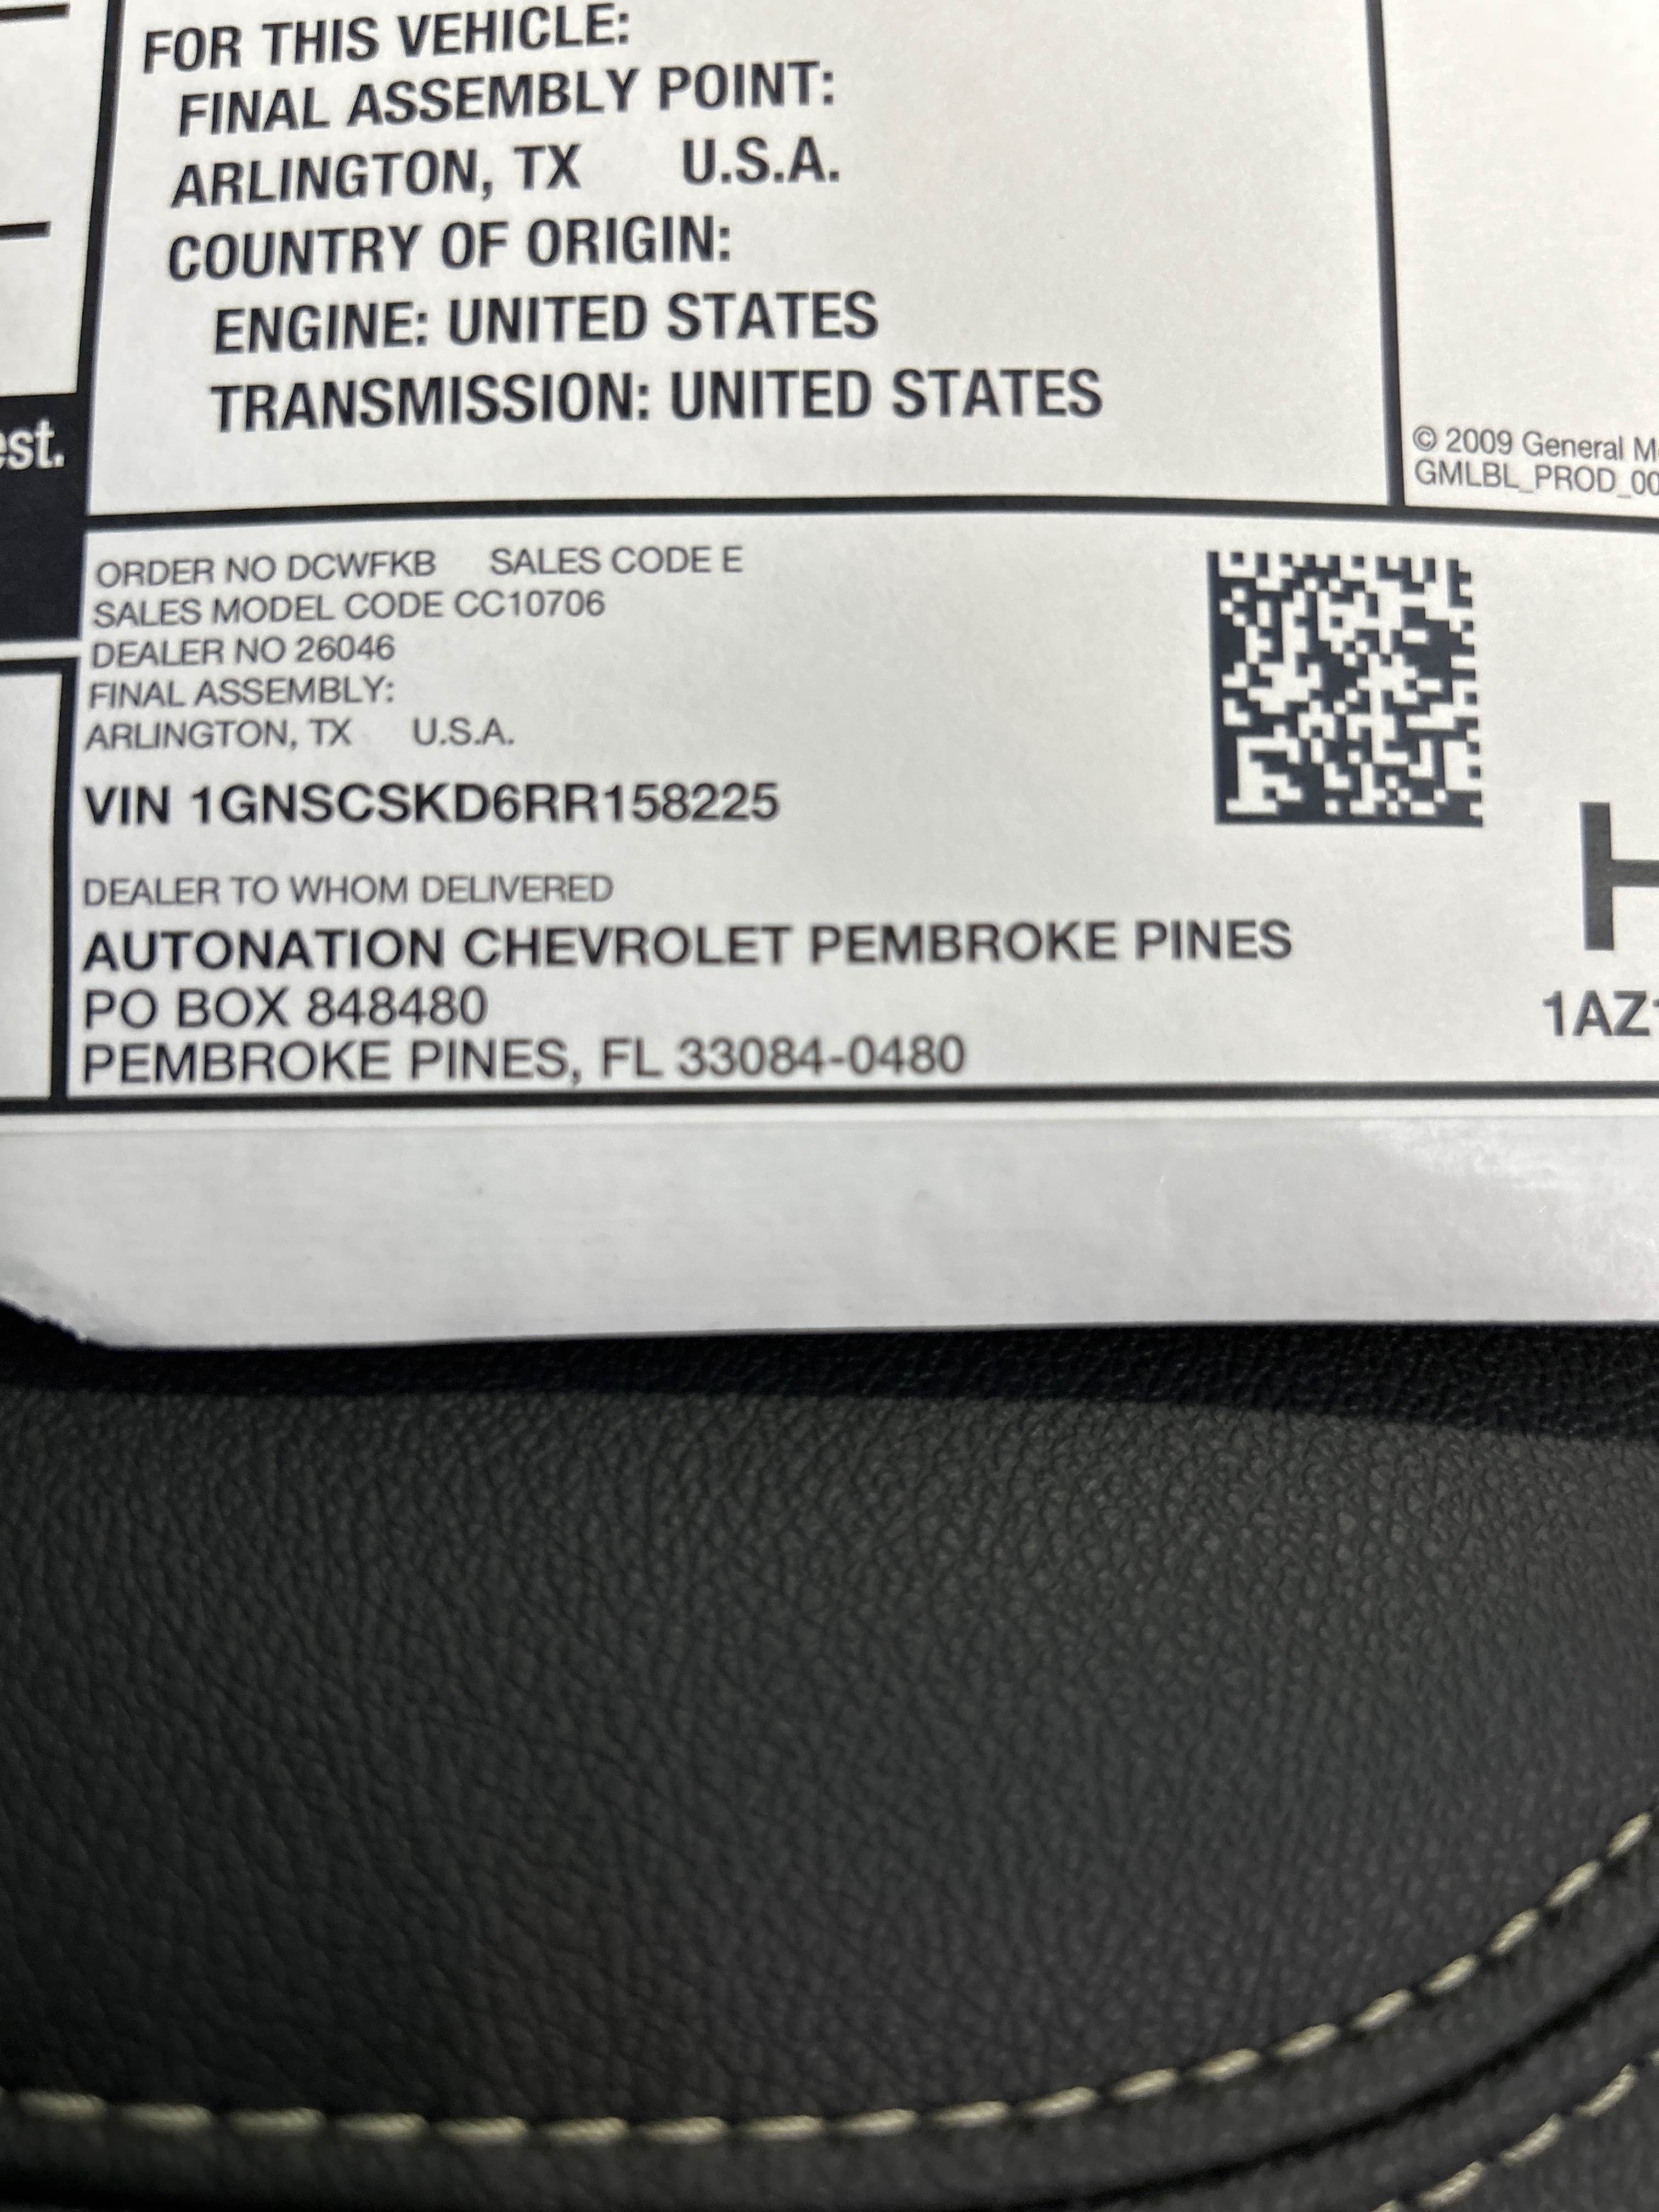 est.
FOR THIS VEHICLE:
FINAL ASSEMBLY POINT:
ARLINGTON, TX U.S.A.
COUNTRY OF ORIGIN:
ENGINE: UNITED STATES
TRANSMISSION: UNITED STATES
© 2009 General M
GMLBL_PROD_00
ORDER NO DCWFKB SALES CODE E
SALES MODEL CODE CC10706
DEALER NO 26046
FINAL ASSEMBLY:
ARLINGTON, TX U.S.A.
VIN 1GNSCSKD6RR158225
DEALER TO WHOM DELIVERED
AUTONATION CHEVROLET PEMBROKE PINES
PO BOX 848480
PEMBROKE PINES, FL 33084-0480
H
1AZ